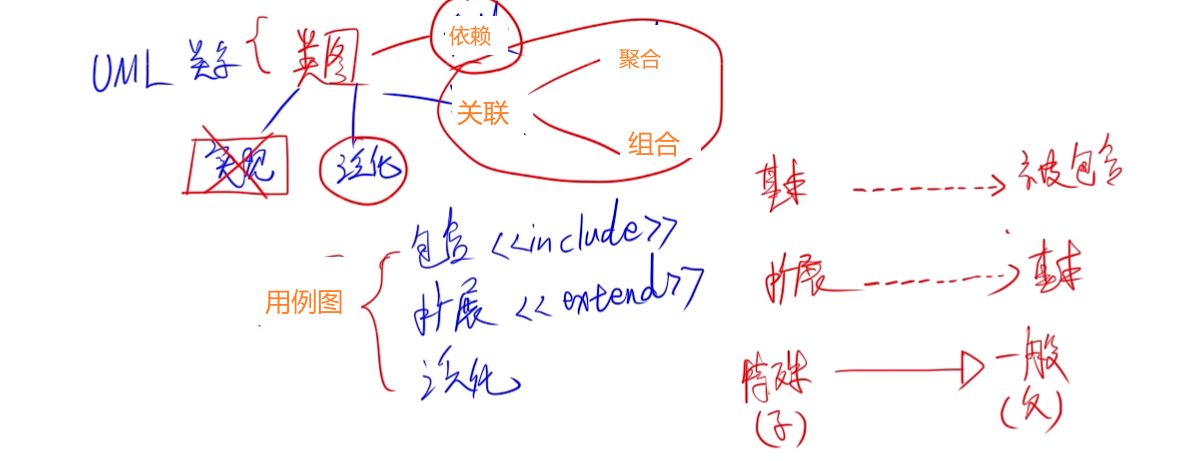 依赖
聚合
UML 关系 { 类图
关联
组合
实现 泛化
基本 被包含
包含 <<include>>
扩展 基本
用例图
扩展 <<extend>>
特殊 一般
泛化
(子) (父)